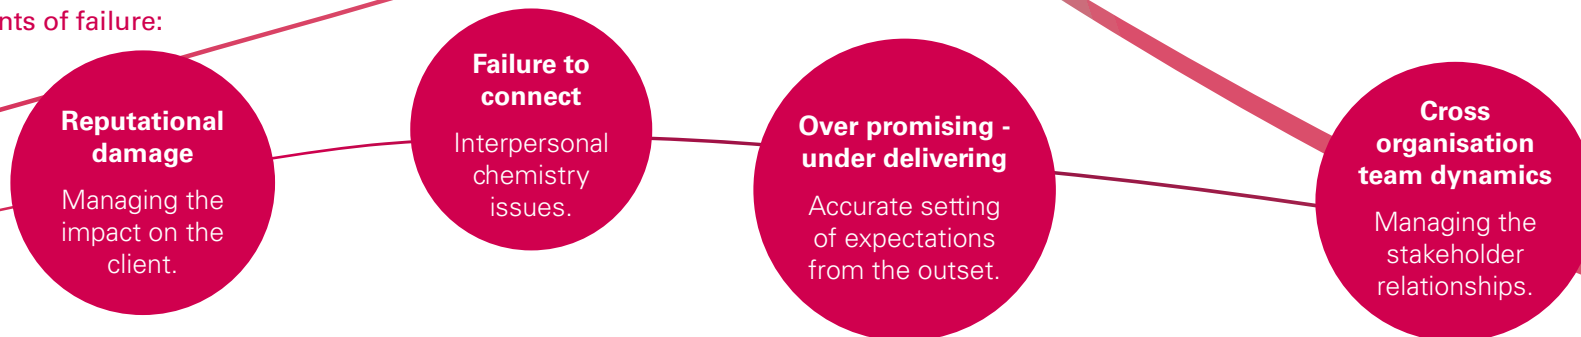 nts of failure:
Reputational
damage
Managing the
impact on the
client.
Failure to
connect
Interpersonal
chemistry
issues.
Over promising -
under delivering
Accurate setting
of expectations
from the outset.
Cross
organisation
team dynamics
Managing the
stakeholder
relationships.